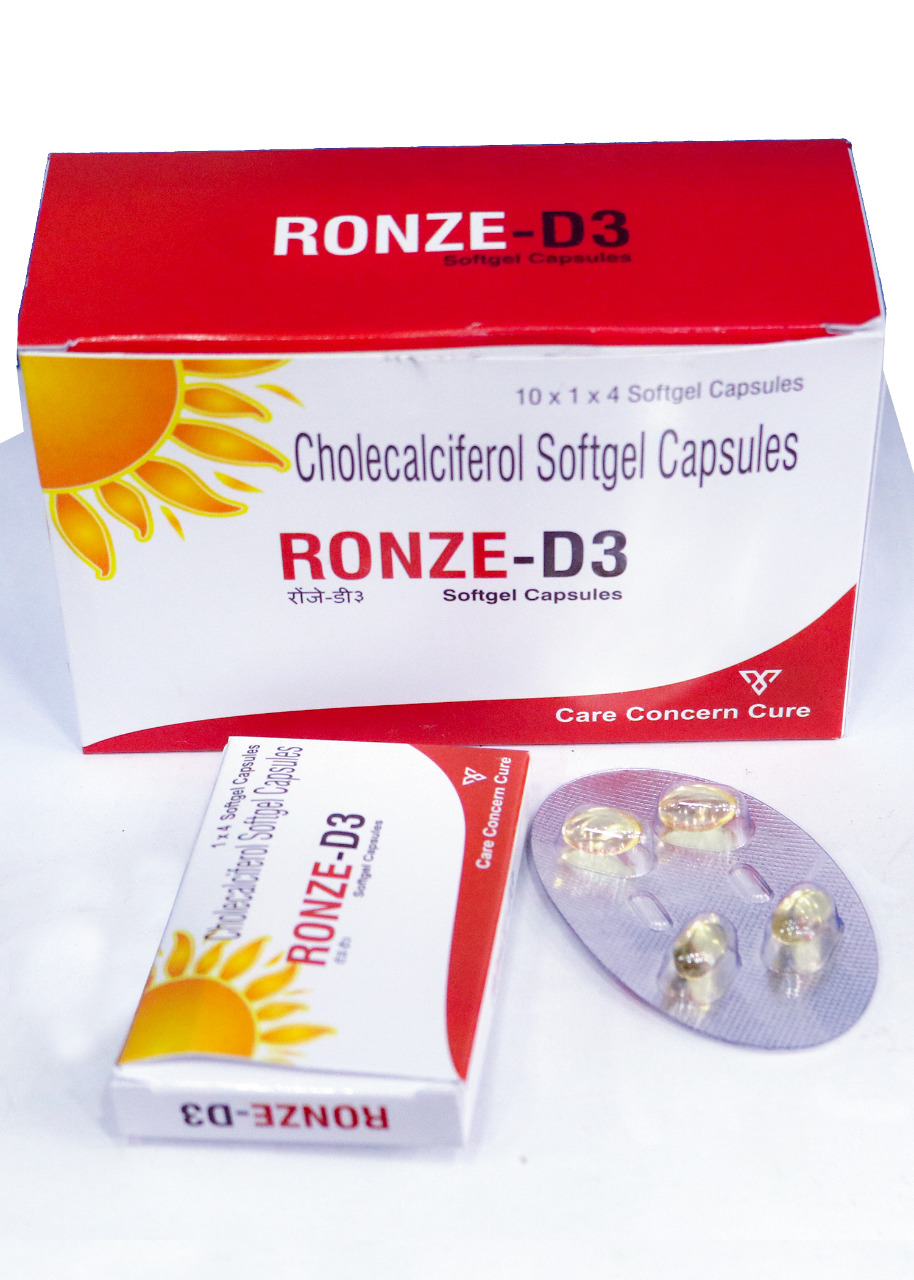 RONZE-D3
Softgel Capsules
10 x 1 x 4 Softgel Capsules
Cholecalciferol Softgel Capsules
RONZE-D3
रोंजे-डी३
Softgel Capsules
Care Concern Cure
1 x 4 Softgel Capsules
Cholecalciferol Softgel Capsules
RONZE-D3
रोंजे-डी३
Softgel Capsules
Care Concern Cure
RONZE-D3